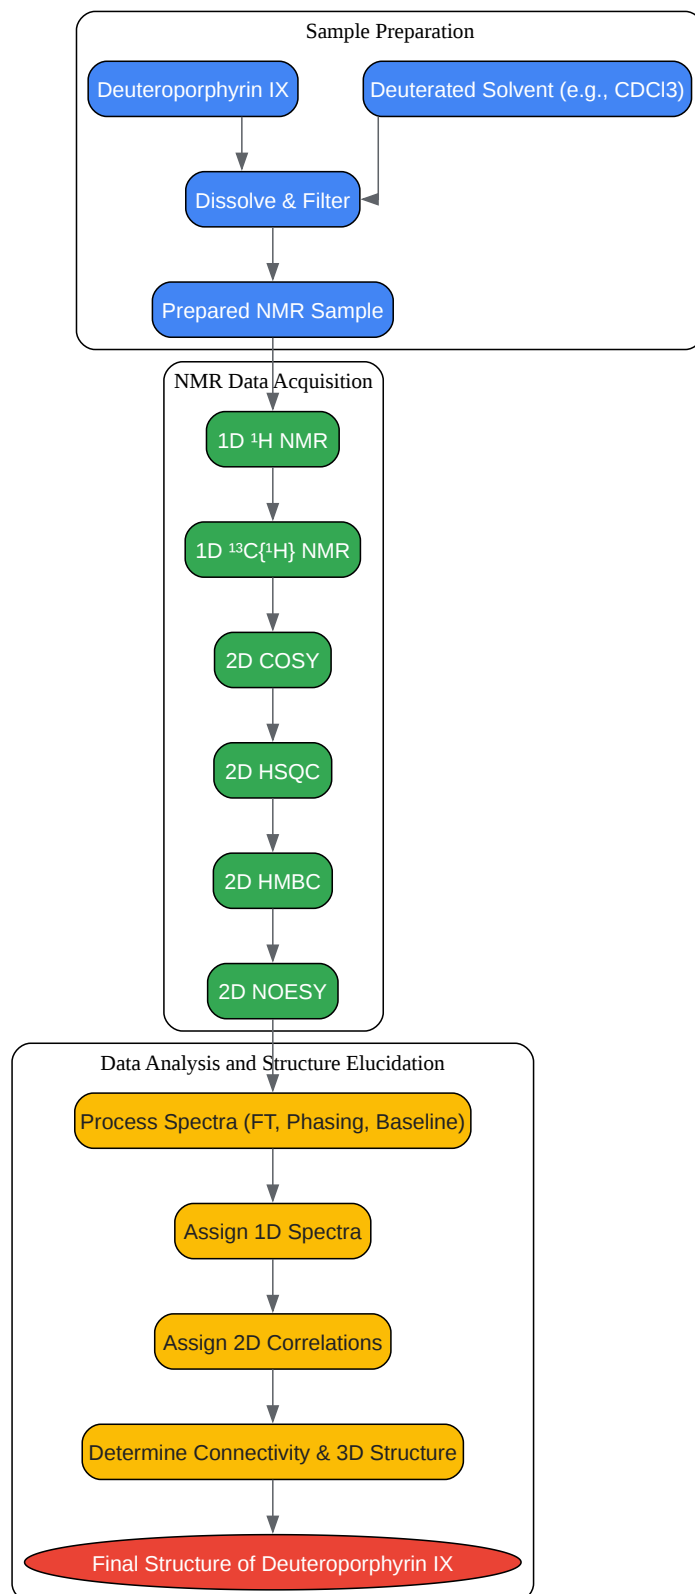 Sample Preparation
Deuteroporphyrin IX
Deuterated Solvent (e.g., CDCl3)
Dissolve & Filter
Prepared NMR Sample
NMR Data Acquisition
1D ¹H NMR
1D ¹³C{¹H} NMR
2D COSY
2D HSQC
2D HMBC
2D NOESY
Data Analysis and Structure Elucidation
Process Spectra (FT, Phasing, Baseline)
Assign 1D Spectra
Assign 2D Correlations
Determine Connectivity & 3D Structure
Final Structure of Deuteroporphyrin IX